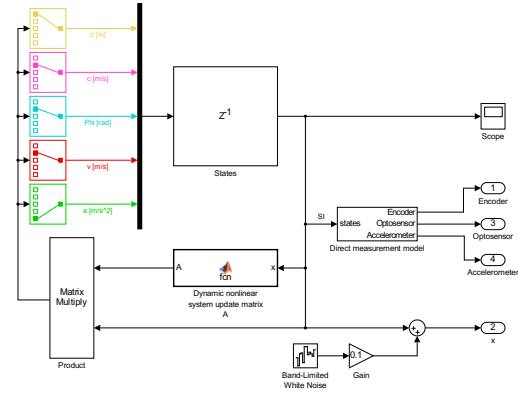 d [m]
c [m/s]
Phi [rad]
v [m/s]
a [m/s^2]
Z-1
States
Scope
SI
states
Encoder
Optosensor
Accelerometer
Direct measurement model
1
Encoder
3
Optosensor
4
Accelerometer
Matrix
Multiply
Product
A
fcn
x
Dynamic nonlinear
system update matrix
A
Band-Limited
White Noise
0.1
Gain
+
+
2
x